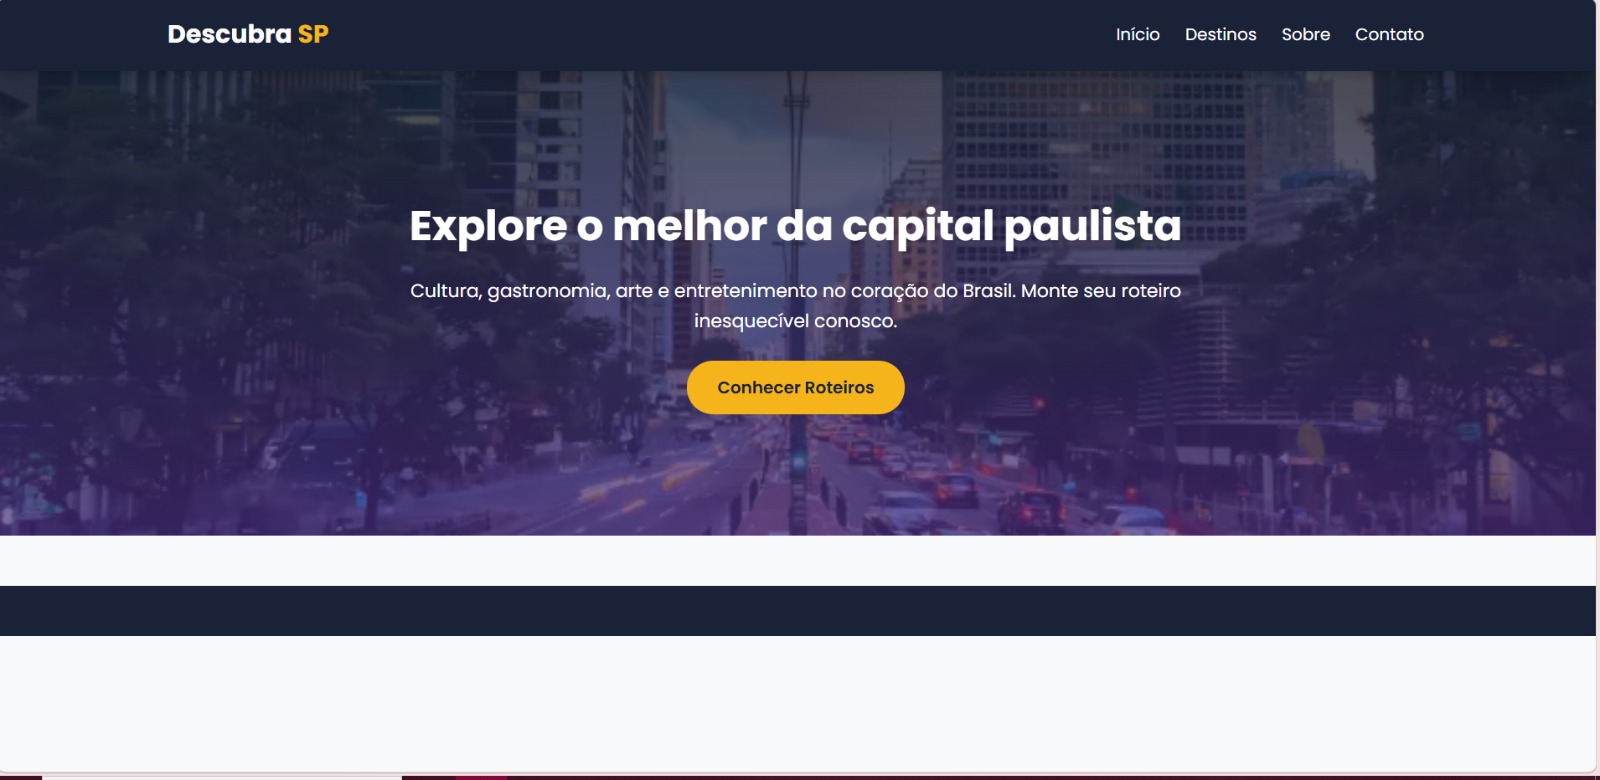 Descubra SP
Início Destinos Sobre Contato
Explore o melhor da capital paulista
Cultura, gastronomia, arte e entretenimento no coração do Brasil. Monte seu roteiro
inesquecível conosco.
Conhecer Roteiros